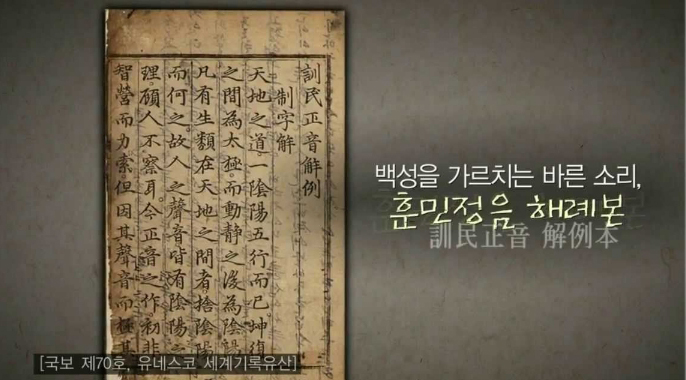 訓民正音解例
制字解
天地之道。一陰陽五行而已。坤復
之間為太極。而動靜之後為陰陽
凡有生類在天地之間者。捨陰陽
而何之。故人之聲音。皆有陰陽之
理。顧人不察耳。今正音之作。初非
智營而力索。但因其聲音而極其
백성을 가르치는 바른 소리,
훈민정음 해례본
訓民正音 解例本
[국보 제70호, 유네스코 세계기록유산]